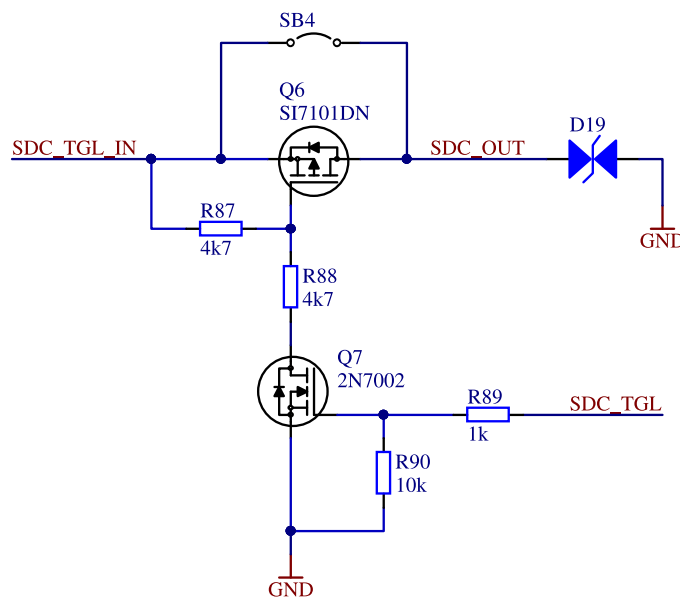 SB4
Q6
SI7101DN
SDC_TGL_IN
SDC_OUT
D19
GND
R87
4k7
R88
4k7
Q7
2N7002
R89
1k
SDC_TGL
R90
10k
GND